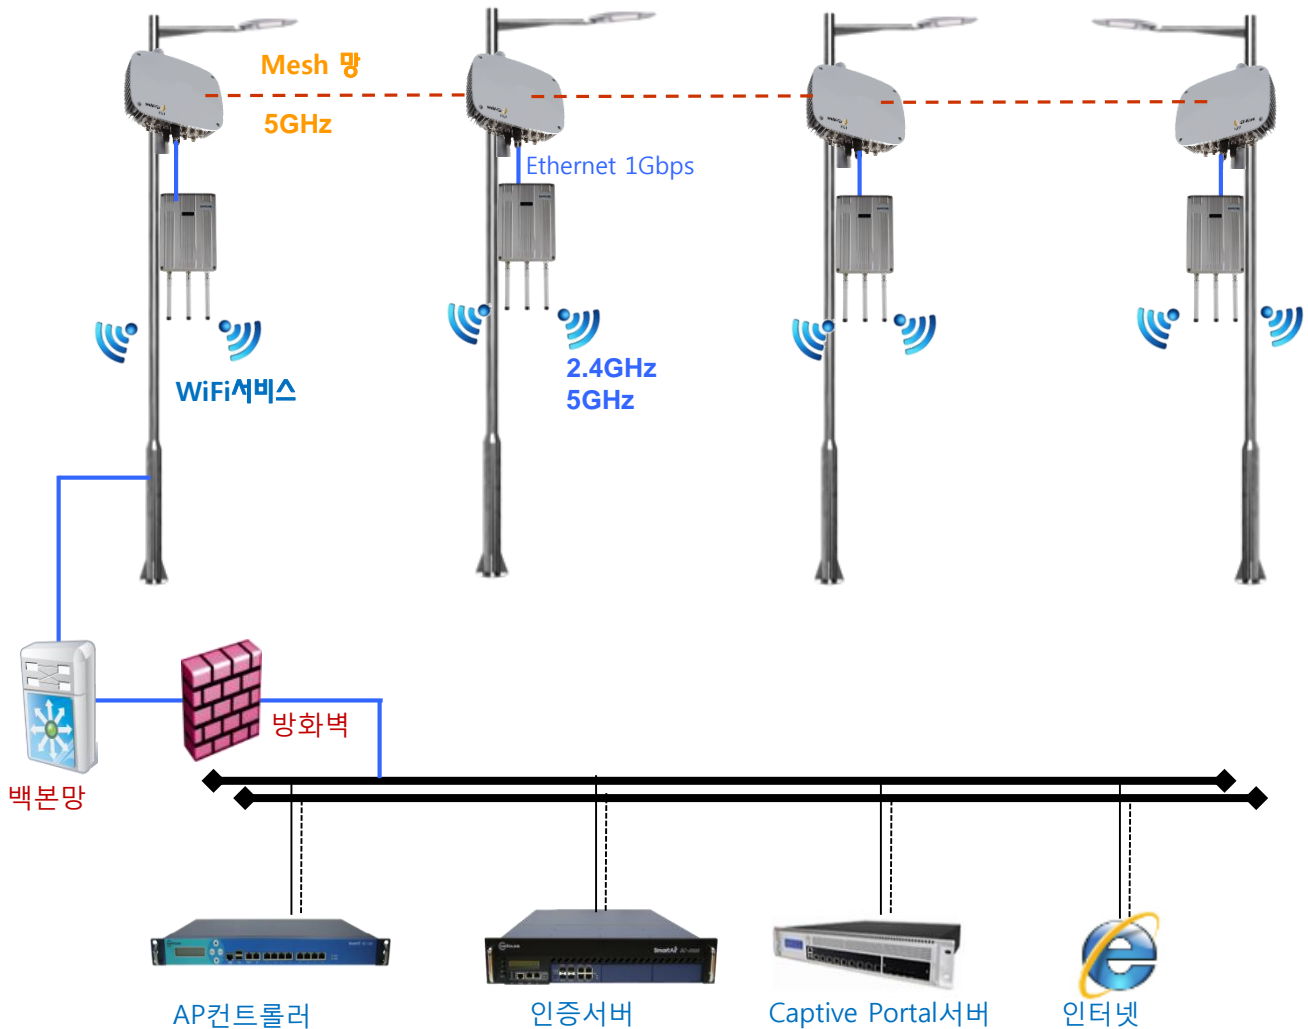 Mesh 망
5GHz
Ethernet 1Gbps
2.4GHz
5GHz
WiFi서비스
방화벽
백본망
SmartAir
AP컨트롤러
인증서버
Captive Portal서버
인터넷